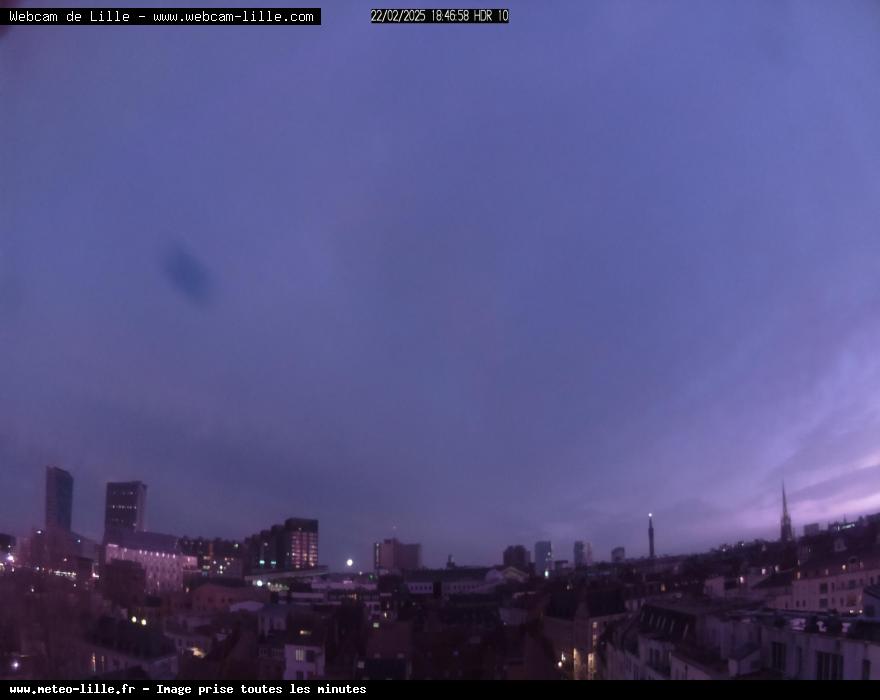 Webcam de Lille - www.webcam-lille.com
22/02/2025 18:46:58 HDR 10
www.meteo-lille.fr - Image prise toutes les minutes